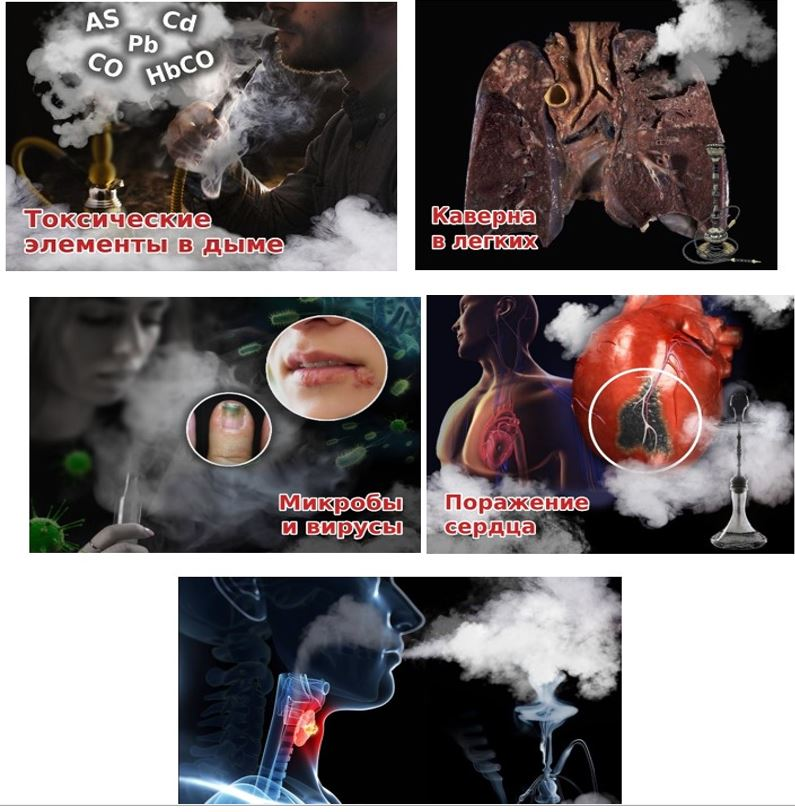 AS Cd
Pb
CO HbCO
Токсические
элементы в дыме
Каверна
в легких
Микробы
и вирусы
Поражение
сердца